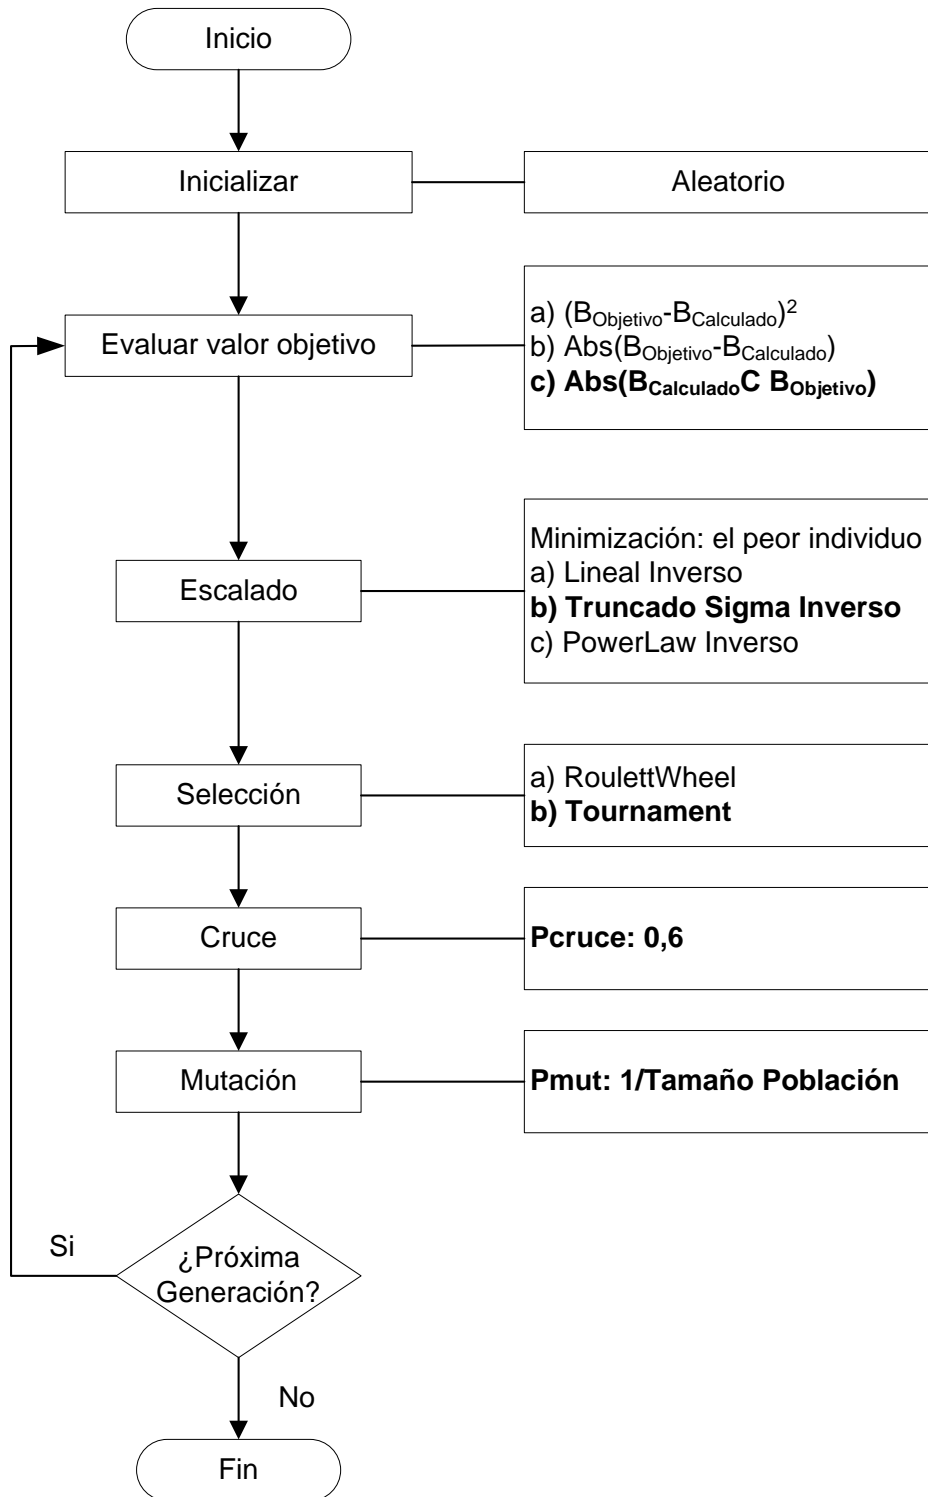 Inicio
Inicializar
Aleatorio
Evaluar valor objetivo
a) (BObjetivo-BCalculado)2
b) Abs(BObjetivo-BCalculado)
c) Abs(BCalculadoC BObjetivo)
Escalado
Minimización: el peor individuo
a) Lineal Inverso
b) Truncado Sigma Inverso
c) PowerLaw Inverso
Selección
a) RoulettWheel
b) Tournament
Cruce
Pcruce: 0,6
Mutación
Pmut: 1/Tamaño Población
Si
¿Próxima
Generación?
No
Fin